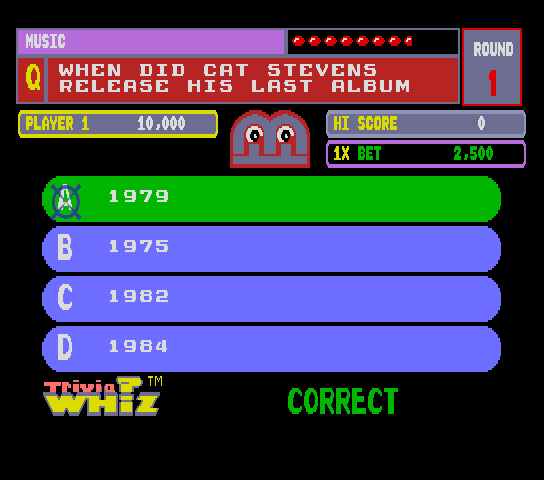 MUSIC
ROUND
1
Q WHEN DID CAT STEVENS
RELEASE HIS LAST ALBUM
PLAYER 1 10,000
HI SCORE 0
1X BET 2,500
A 1979
B 1975
C 1982
D 1984
Trivia? TM
WHiZ
CORRECT